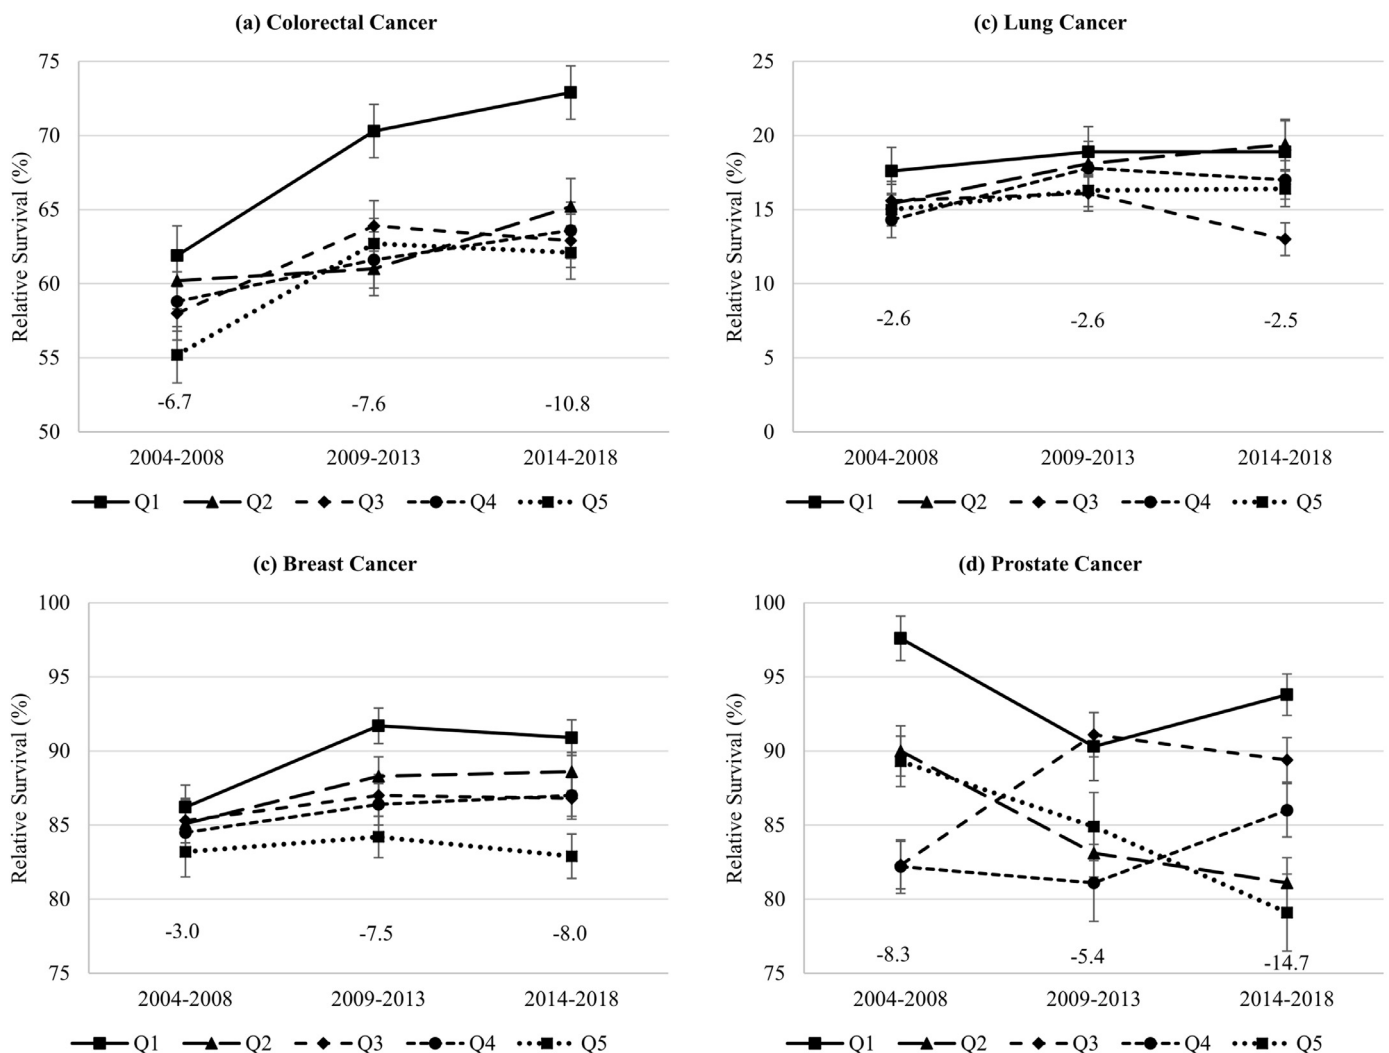 (a) Colorectal Cancer
Relative Survival (%)
75
70
65
60
55
50
-6.7 -7.6 -10.8
2004-2008 2009-2013 2014-2018
Q1 Q2 Q3 Q4 Q5
(c) Lung Cancer
Relative Survival (%)
25
20
15
10
5
0
-2.6 -2.6 -2.5
2004-2008 2009-2013 2014-2018
Q1 Q2 Q3 Q4 Q5
(c) Breast Cancer
Relative Survival (%)
100
95
90
85
80
75
-3.0 -7.5 -8.0
2004-2008 2009-2013 2014-2018
Q1 Q2 Q3 Q4 Q5
(d) Prostate Cancer
Relative Survival (%)
100
95
90
85
80
75
-8.3 -5.4 -14.7
2004-2008 2009-2013 2014-2018
Q1 Q2 Q3 Q4 Q5